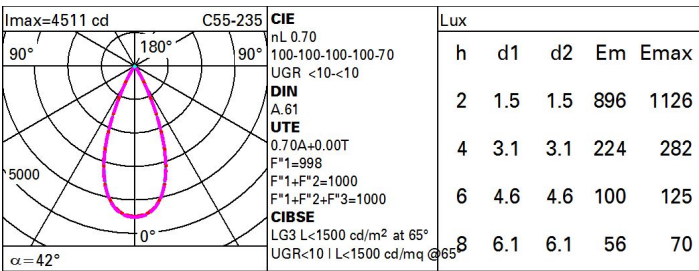 Imax=4511 cd C55-235
90° 180° 90°
5000
0°
α=42°
CIE
nL 0.70
100-100-100-100-70
UGR <10-<10
DIN
A.61
UTE
0.70A+0.00T
F"1=998
F"1+F"2=1000
F"1+F"2+F"3=1000
CIBSE
LG3 L<1500 cd/m² at 65°
UGR<10 | L<1500 cd/mq @65°
Lux
h d1 d2 Em Emax
2 1.5 1.5 896 1126
4 3.1 3.1 224 282
6 4.6 4.6 100 125
8 6.1 6.1 56 70